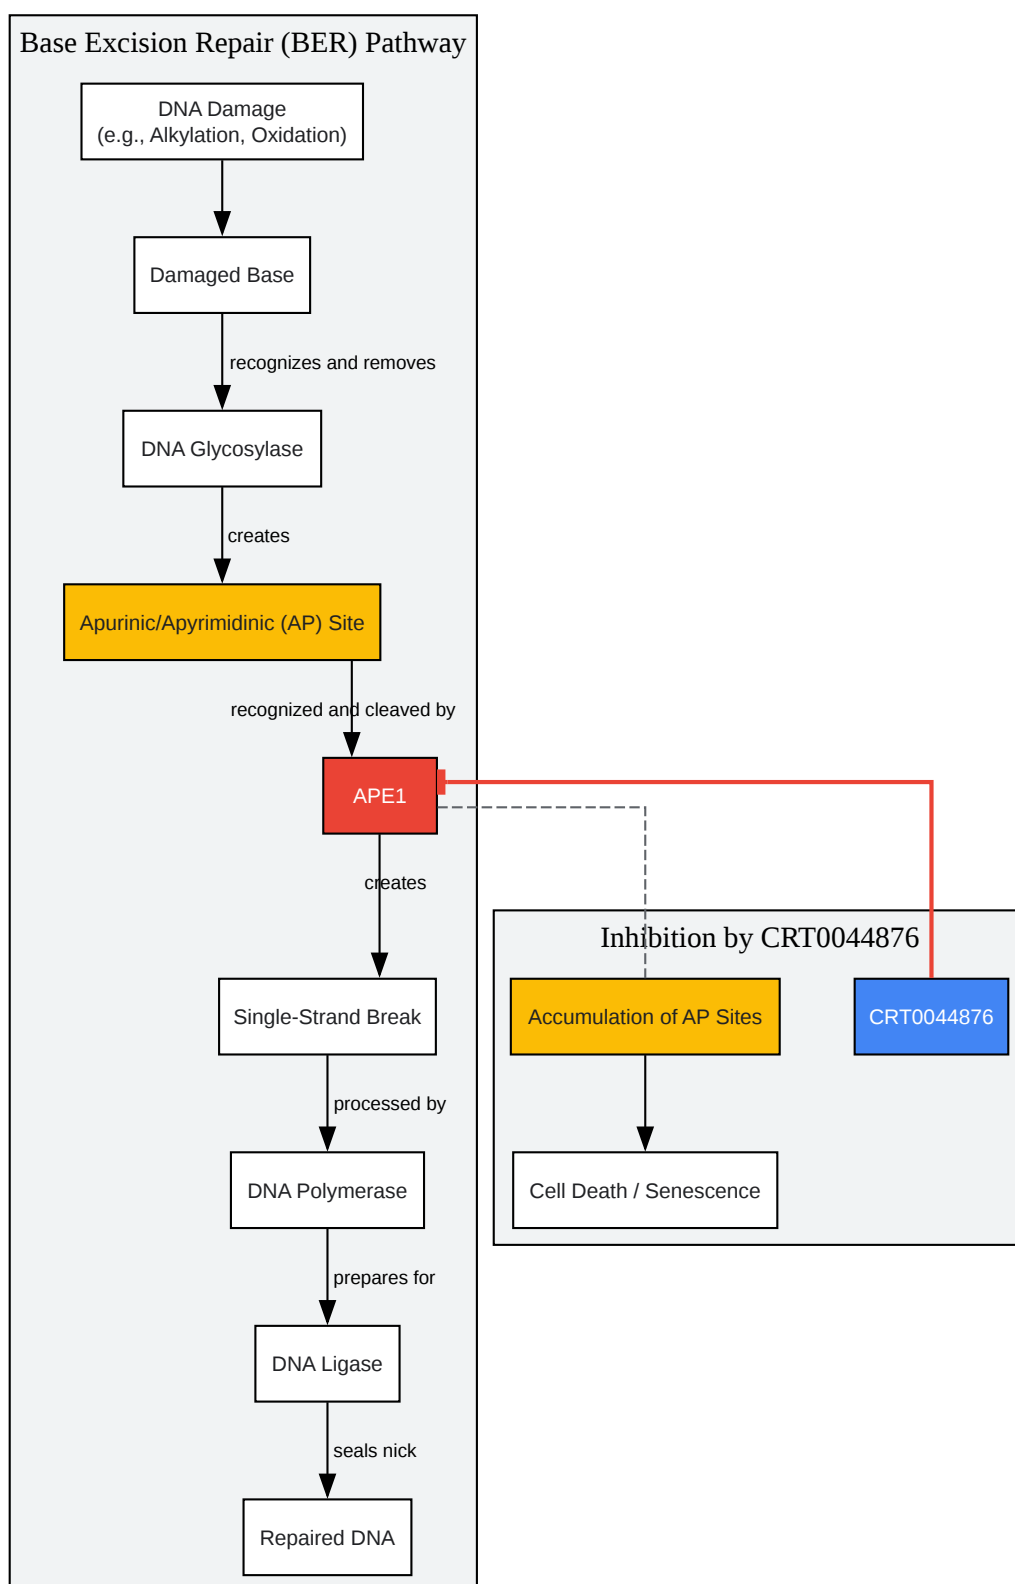 Base Excision Repair (BER) Pathway
DNA Damage
(e.g., Alkylation, Oxidation)
Damaged Base
recognizes and removes
DNA Glycosylase
creates
Apurinic/Apyrimidinic (AP) Site
recognized and cleaved by
APE1
creates
Single-Strand Break
processed by
DNA Polymerase
prepares for
DNA Ligase
seals nick
Repaired DNA
Inhibition by CRT0044876
Accumulation of AP Sites
CRT0044876
Cell Death / Senescence